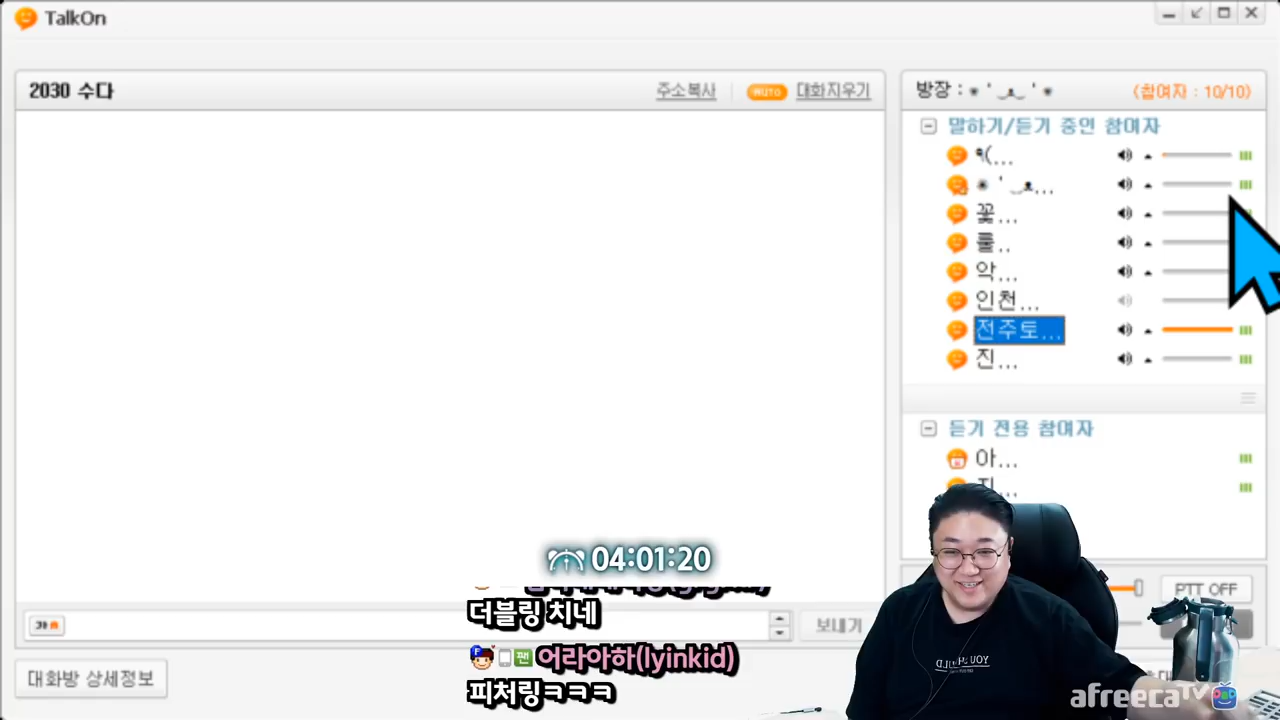 TalkOn
2030 수다
주소복사
AUTO
대화지우기
방장 : ⁕ ' ‿ᴥ‿ ' ⁕
(참여자 : 10/10)
말하기/듣기 중인 참여자
꽃...
룰..
악...
인천...
전주토...
진...
듣기 전용 참여자
아...
04:01:20
더블링 치네
F 팬 어라아하(lyinkid)
피처링ㅋㅋㅋ
가
보내기
PTT OFF
대화방 상세정보
afreecaTV